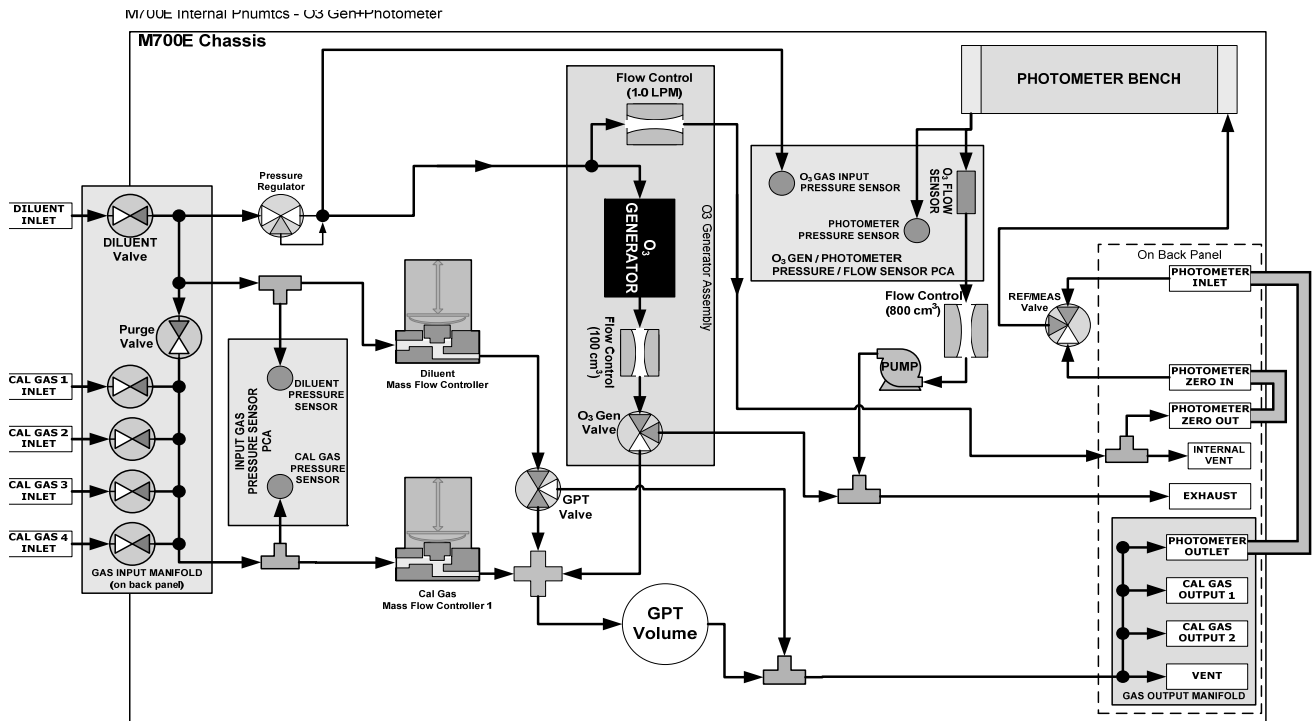 M700E Internal Pnumtcs - O3 Gen+Photometer
M700E Chassis
Flow Control
(1.0 LPM)
PHOTOMETER BENCH
Pressure
Regulator
O3 GAS INPUT
PRESSURE SENSOR
O3 FLOW
SENSOR
PHOTOMETER
PRESSURE SENSOR
O3 GEN / PHOTOMETER
PRESSURE / FLOW SENSOR PCA
DILUENT
INLET
DILUENT
Valve
O3
GENERATOR
O3 Generator Assembly
On Back Panel
PHOTOMETER
INLET
REF/MEAS
Valve
Flow Control
(800 cm3)
Purge
Valve
Flow Control
(100 cm3)
PUMP
Diluent
Mass Flow Controller
CAL GAS 1
INLET
DILUENT
PRESSURE
SENSOR
INPUT GAS
PRESSURE SENSOR
PCA
PHOTOMETER
ZERO IN
O3 Gen
Valve
PHOTOMETER
ZERO OUT
CAL GAS 2
INLET
CAL GAS
PRESSURE
SENSOR
INTERNAL
VENT
CAL GAS 3
INLET
GPT
Valve
EXHAUST
CAL GAS 4
INLET
PHOTOMETER
OUTLET
GAS INPUT MANIFOLD
(on back panel)
Cal Gas
Mass Flow Controller 1
CAL GAS
OUTPUT 1
GPT
Volume
CAL GAS
OUTPUT 2
VENT
GAS OUTPUT MANIFOLD